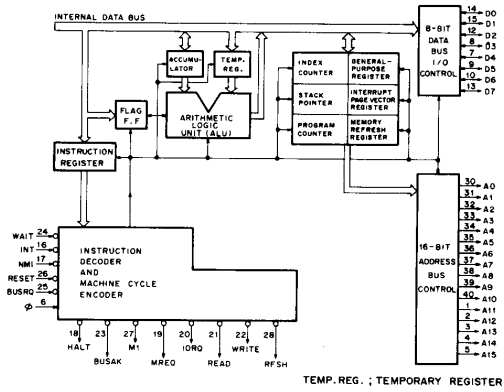 INTERNAL DATA BUS
8-BIT
DATA
BUS
I/O
CONTROL
14 D0
15 D1
12 D2
8 D3
7 D4
9 D5
10 D6
13 D7
ACCUMU-
LATOR
TEMP.
REG.
INDEX
COUNTER
GENERAL-
PURPOSE
REGISTER
STACK
POINTER
INTERRUPT
PAGE VECTOR
REGISTER
PROGRAM
COUNTER
MEMORY
REFRESH
REGISTER
FLAG
F.F
ARITHMETIC
LOGIC
UNIT (ALU)
INSTRUCTION
REGISTER
16-BIT
ADDRESS
BUS
CONTROL
30 A0
31 A1
32 A2
33 A3
34 A4
35 A5
36 A6
37 A7
38 A8
39 A9
40 A10
1 A11
2 A12
3 A13
4 A14
5 A15
WAIT 24
INT 16
NMI 17
RESET 26
BUSRQ 25
ϕ 6
INSTRUCTION
DECODER
AND
MACHINE CYCLE
ENCODER
18 23 27 19 20 21 22 28
HALT M1 IORQ WRITE
BUSAK MREQ READ RFSH
TEMP. REG. ; TEMPORARY REGISTER